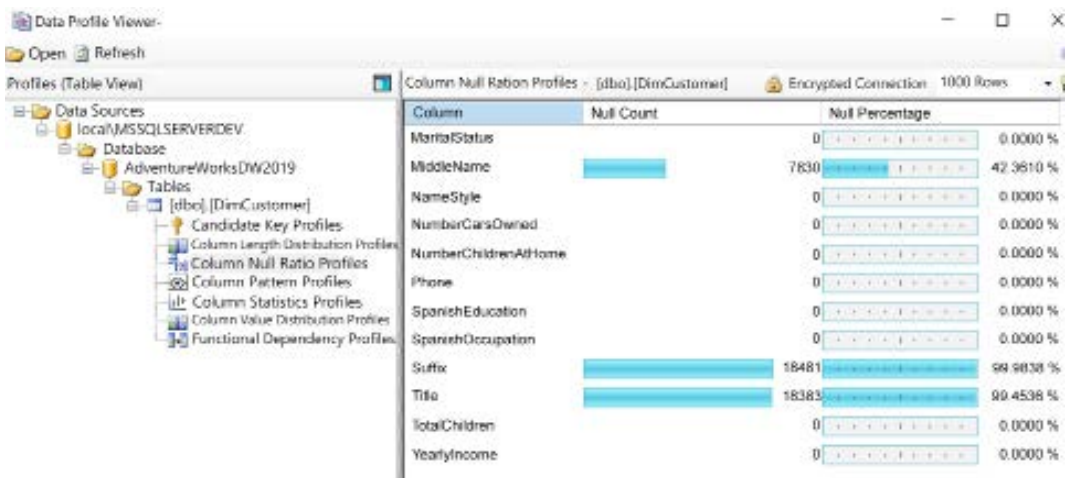 Data Profile Viewer-
Open Refresh
Profiles (Table View)
Data Sources
local\MSSQLSERVERDEV
Database
AdventureWorksDW2019
Tables
[dbo].[DimCustomer]
Candidate Key Profiles
Column Length Distribution Profiles
Column Null Ratio Profiles
Column Pattern Profiles
Column Statistics Profiles
Column Value Distribution Profiles
Functional Dependency Profiles
Column Null Ration Profiles - [dbo].[DimCustomer] Encrypted Connection 1000 Rows
Column Null Count Null Percentage
MaritalStatus 0 0.0000 %
MiddleName 7830 42.3610 %
NameStyle 0 0.0000 %
NumberCarsOwned 0 0.0000 %
NumberChildrenAtHome 0 0.0000 %
Phone 0 0.0000 %
SpanishEducation 0 0.0000 %
SpanishOccupation 0 0.0000 %
Suffix 18481 99.9838 %
Title 18383 99.4536 %
TotalChildren 0 0.0000 %
YearlyIncome 0 0.0000 %